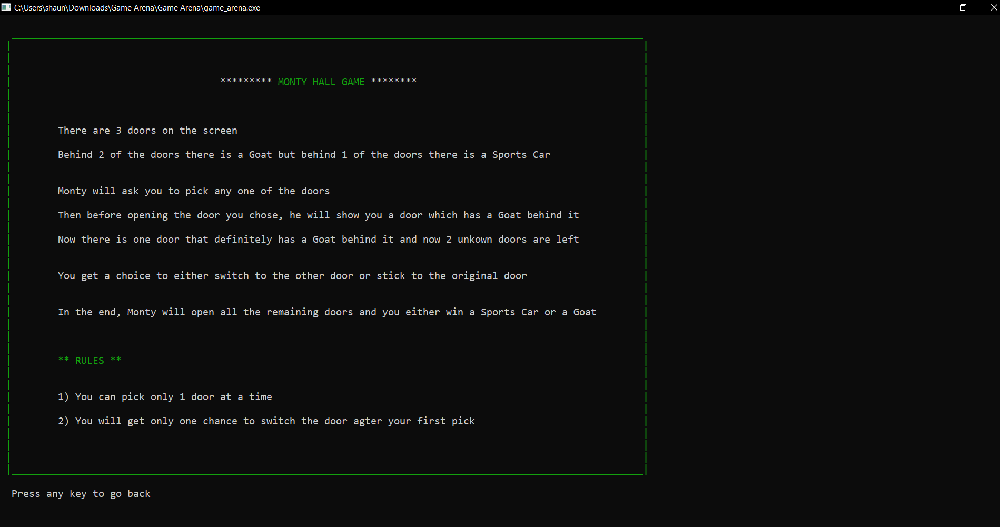 C:\Users\shaun\Downloads\Game Arena\Game Arena\game_arena.exe
********* MONTY HALL GAME ********
There are 3 doors on the screen
Behind 2 of the doors there is a Goat but behind 1 of the doors there is a Sports Car
Monty will ask you to pick any one of the doors
Then before opening the door you chose, he will show you a door which has a Goat behind it
Now there is one door that definitely has a Goat behind it and now 2 unkown doors are left
You get a choice to either switch to the other door or stick to the original door
In the end, Monty will open all the remaining doors and you either win a Sports Car or a Goat
** RULES **
1) You can pick only 1 door at a time
2) You will get only one chance to switch the door agter your first pick
Press any key to go back